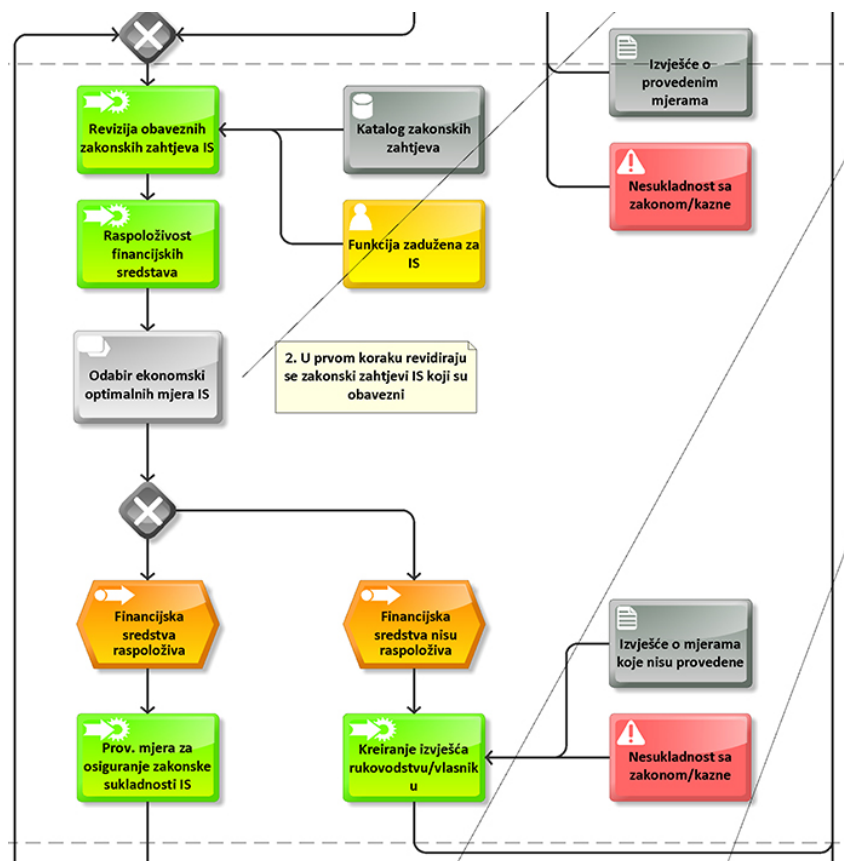 Izvješće o
provedenim
mjerama
Revizija obaveznih
zakonskih zahtjeva IS
Katalog zakonskih
zahtjeva
Nesukladnost sa
zakonom/kazne
Raspoloživost
financijskih
sredstava
Funkcija zadužena za
IS
Odabir ekonomski
optimalnih mjera IS
2. U prvom koraku revidiraju
se zakonski zahtjevi IS koji su
obavezni
Financijska
sredstva
raspoloživa
Financijska
sredstva nisu
raspoloživa
Izvješće o mjerama
koje nisu provedene
Prov. mjera za
osiguranje zakonske
sukladnosti IS
Kreiranje izvješća
rukovodstvu/vlasnik
u
Nesukladnost sa
zakonom/kazne